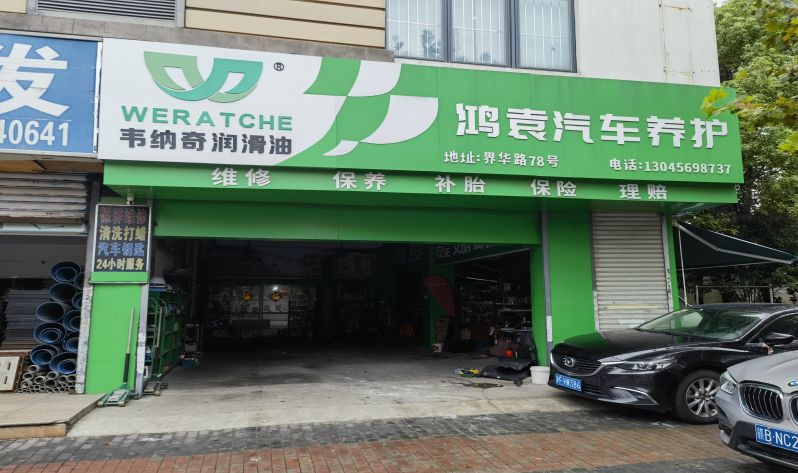 发
40641
WERATCHE
®
韦纳奇润滑油
鸿袁汽车养护
地址:界华路78号
电话:13045698737
维修 保养 补胎 保险 理赔
清洗打蜡
汽车钥匙
24小时服务
B·NC2